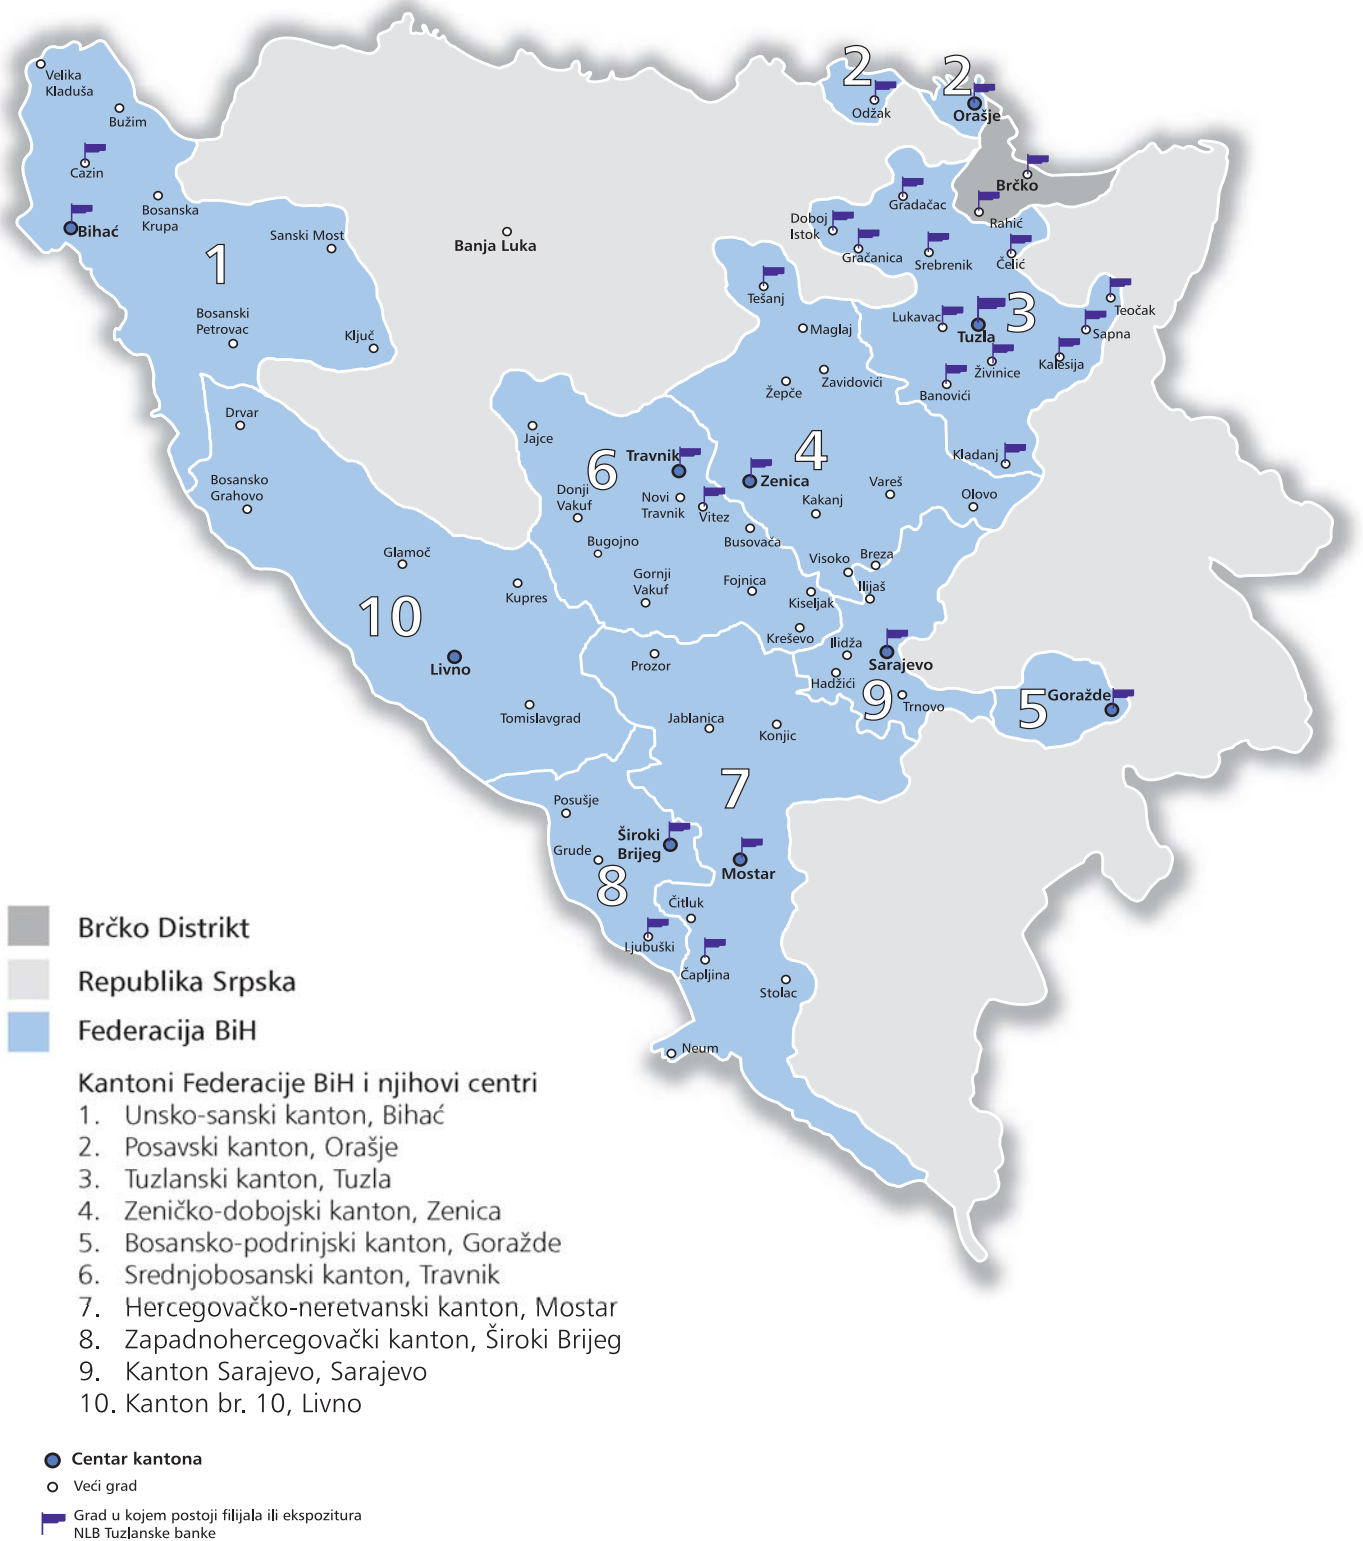 2
2
Velika
Kladuša
Bužim
Odžak
Orašje
Cazin
Brčko
Bosanska
Krupa
Gradačac
Bihać
Doboj
Istok
Rahić
Sanski Most
Banja Luka
Gračanica
Srebrenik
Čelić
1
Tešanj
Teočak
Bosanski
Petrovac
Lukavac
3
Maglaj
Tuzla
Sapna
Ključ
Živinice
Kalesija
Zavidovići
Žepče
Banovići
Drvar
Jajce
4
Travnik
Kladanj
6
Bosansko
Grahovo
Zenica
Vareš
Donji
Vakuf
Novi
Travnik
Kakanj
Olovo
Vitez
Bugojno
Busovača
Glamoč
Visoko
Breza
Gornji
Vakuf
Fojnica
Ilijaš
Kupres
Kiseljak
10
Kreševo
Ilidža
Livno
Prozor
Sarajevo
Hadžići
9
Trnovo
5
Goražde
Tomislavgrad
Jablanica
Konjic
7
Posušje
Široki
Brijeg
Grude
Mostar
8
Čitluk
Ljubuški
Čapljina
Stolac
Neum
Brčko Distrikt
Republika Srpska
Federacija BiH
Kantoni Federacije BiH i njihovi centri
1. Unsko-sanski kanton, Bihać
2. Posavski kanton, Orašje
3. Tuzlanski kanton, Tuzla
4. Zeničko-dobojski kanton, Zenica
5. Bosansko-podrinjski kanton, Goražde
6. Srednjobosanski kanton, Travnik
7. Hercegovačko-neretvanski kanton, Mostar
8. Zapadnohercegovački kanton, Široki Brijeg
9. Kanton Sarajevo, Sarajevo
10. Kanton br. 10, Livno
Centar kantona
Veći grad
Grad u kojem postoji filijala ili ekspozitura
NLB Tuzlanske banke